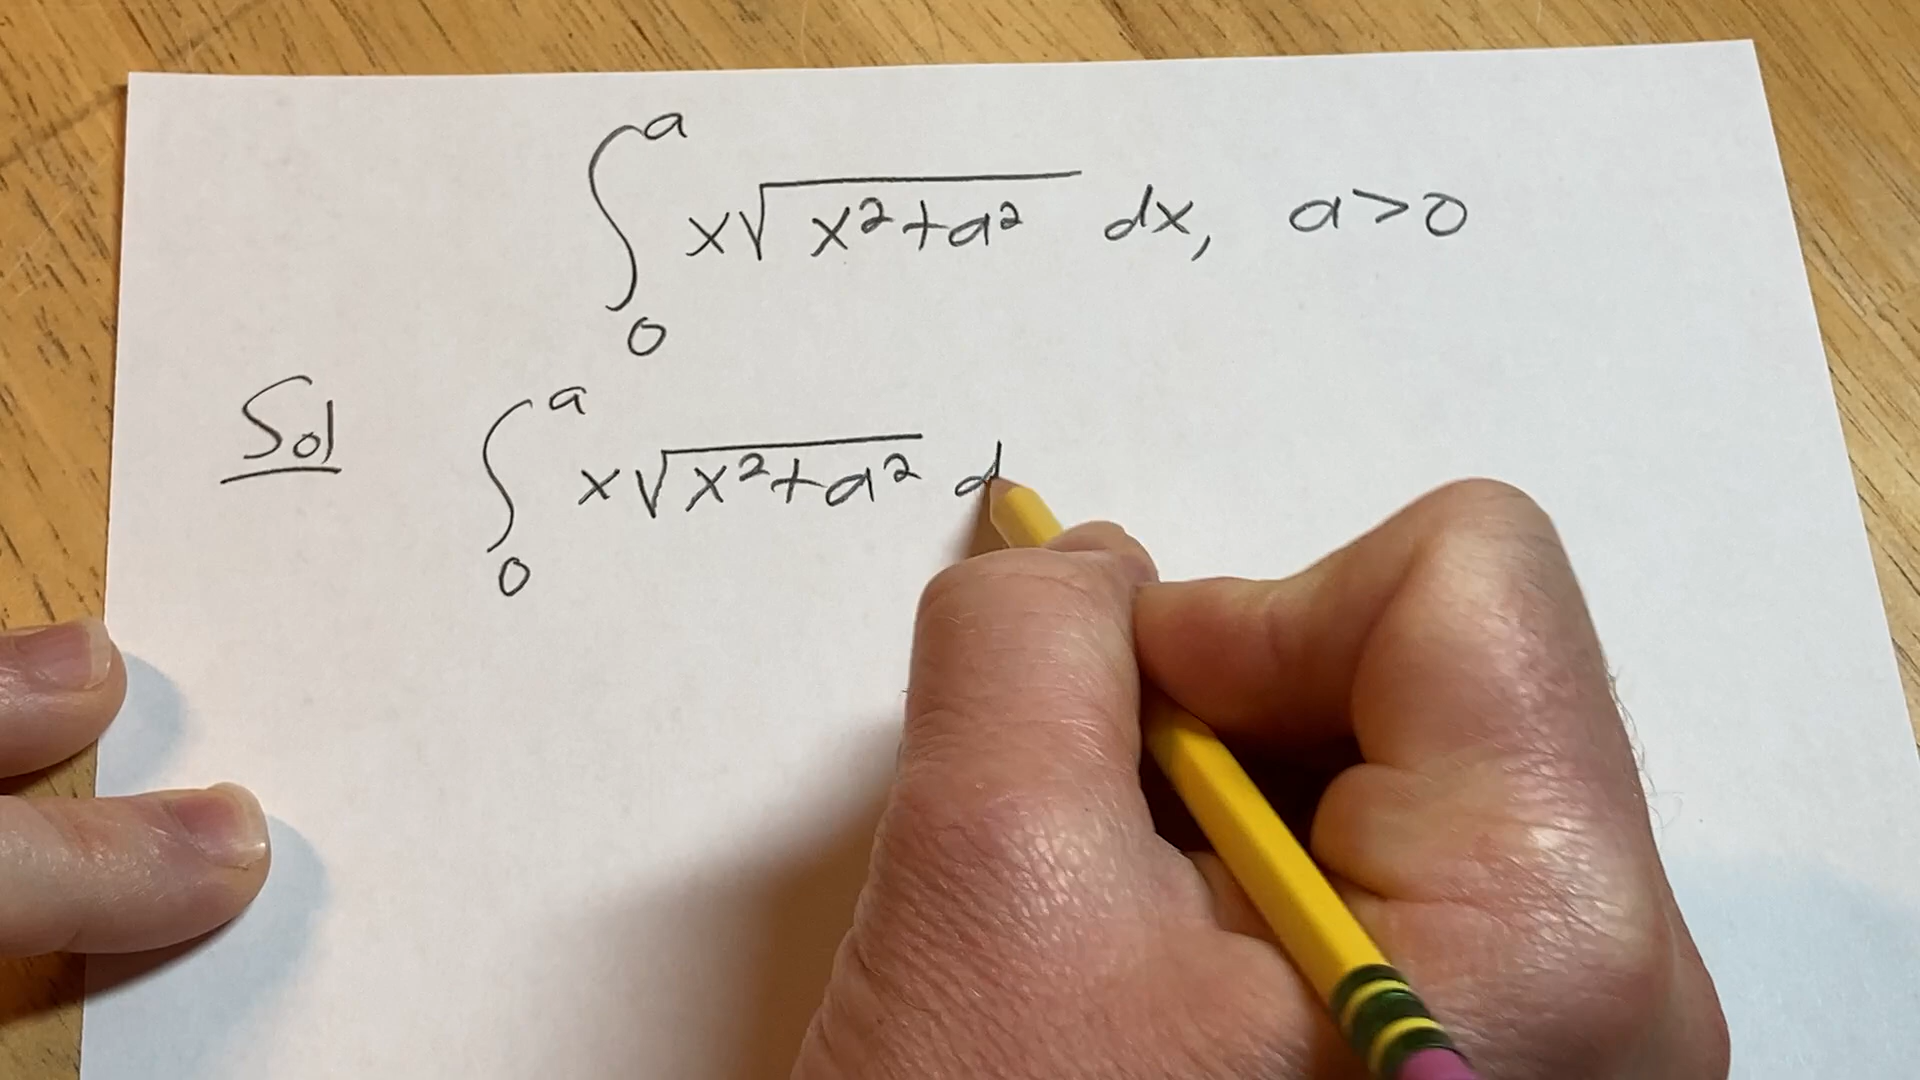 ∫₀ᵃ x√(x²+a²) dx, a>0
Sol ∫₀ᵃ x√(x²+a²) d